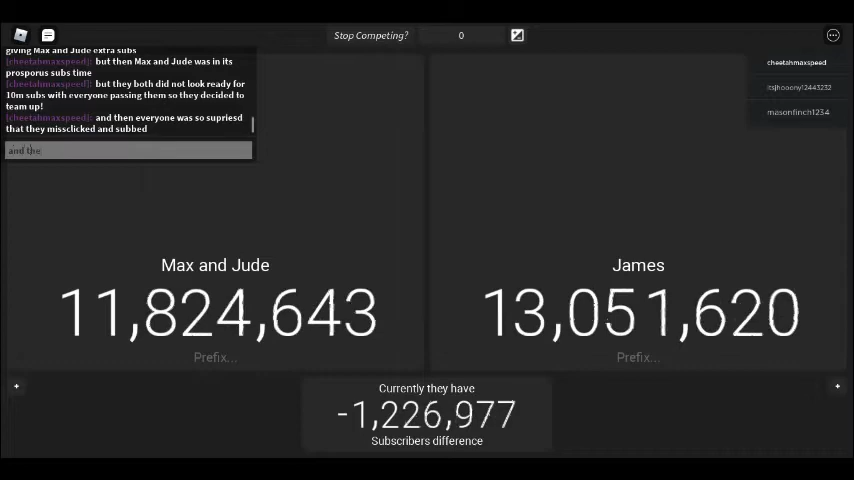 Stop Competing?
0
giving Max and Jude extra subs
[cheetahmaxspeed]: but then Max and Jude was in its
prosporus subs time
[cheetahmaxspeed]: but they both did not look ready for
10m subs with everyone passing them so they decided to
team up!
[cheetahmaxspeed]: and then everyone was so supriesd
that they missclicked and subbed
and the
cheetahmaxspeed
itsjhooony12443232
masonfinch1234
Max and Jude
11,824,643
Prefix...
James
13,051,620
Prefix...
Currently they have
-1,226,977
Subscribers difference